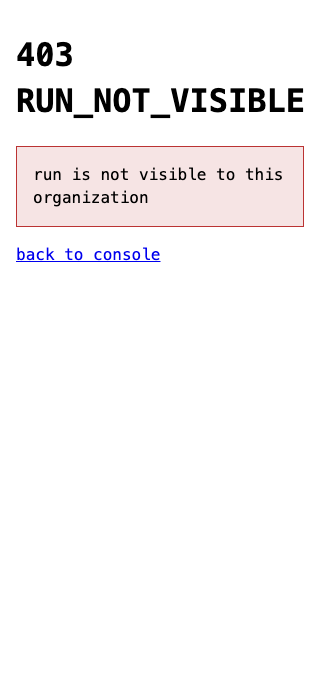 403
RUN_NOT_VISIBLE
run is not visible to this
organization
back to console